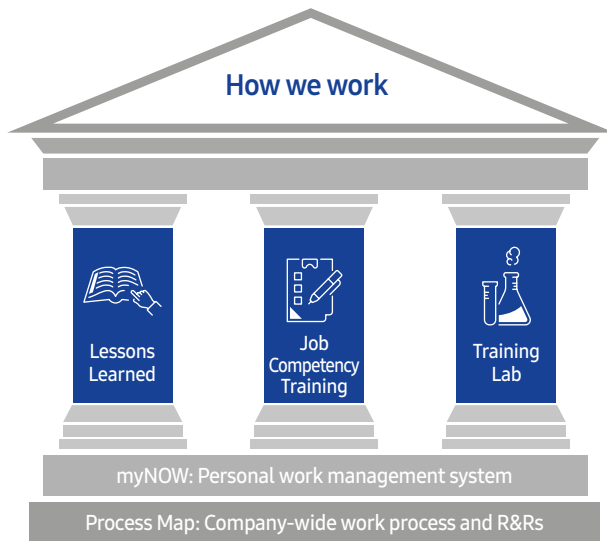 How we work
Lessons
Learned
Job
Competency
Training
Training
Lab
myNOW: Personal work management system
Process Map: Company-wide work process and R&Rs